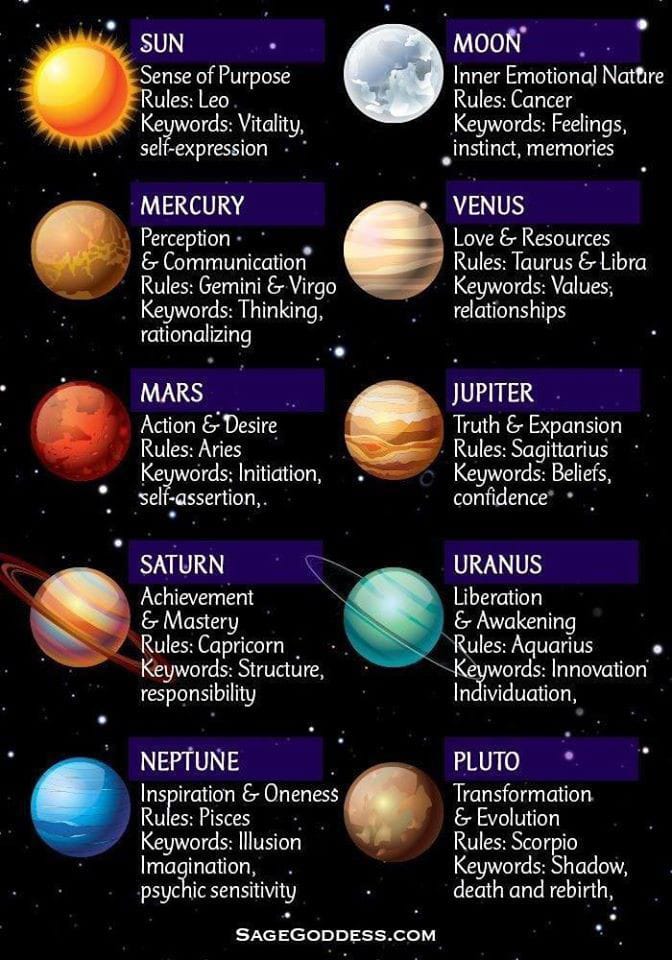 SUN
Sense of Purpose
Rules: Leo
Keywords: Vitality,
self-expression
MOON
Inner Emotional Nature
Rules: Cancer
Keywords: Feelings,
instinct, memories
MERCURY
Perception
& Communication
Rules: Gemini & Virgo
Keywords: Thinking,
rationalizing
VENUS
Love & Resources
Rules: Taurus & Libra
Keywords: Values,
relationships
MARS
Action & Desire
Rules: Aries
Keywords: Initiation,
self-assertion,.
JUPITER
Truth & Expansion
Rules: Sagittarius
Keywords: Beliefs,
confidence
SATURN
Achievement
& Mastery
Rules: Capricorn
Keywords: Structure,
responsibility
URANUS
Liberation
& Awakening
Rules: Aquarius
Keywords: Innovation
Individuation,
NEPTUNE
Inspiration & Oneness
Rules: Pisces
Keywords: Illusion
Imagination,
psychic sensitivity
PLUTO
Transformation
& Evolution
Rules: Scorpio
Keywords: Shadow,
death and rebirth,
SAGEGODDESS.COM